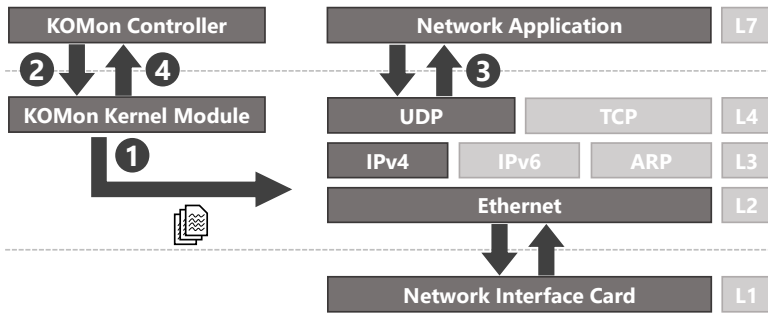 KOMon Controller
Network Application
L7
2
4
3
KOMon Kernel Module
UDP
TCP
L4
1
IPv4
IPv6
ARP
L3
Ethernet
L2
Network Interface Card
L1